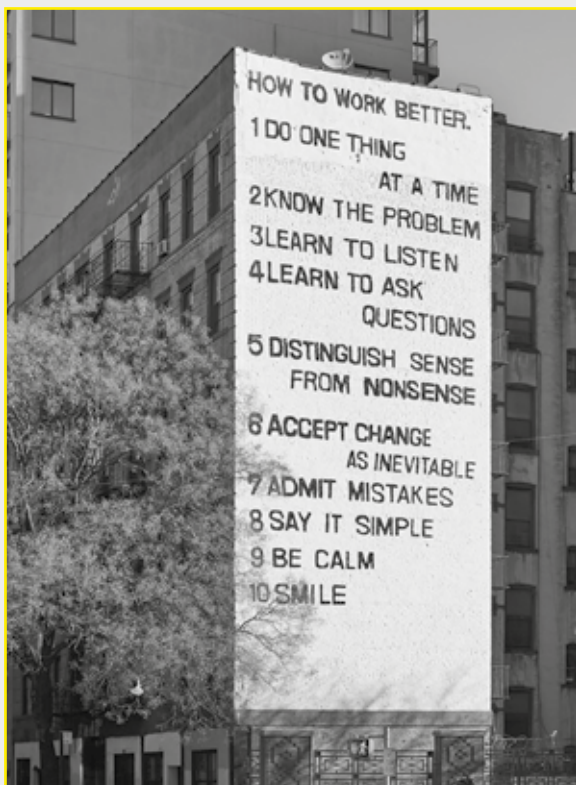 HOW TO WORK BETTER.
1 DO ONE THING
AT A TIME
2 KNOW THE PROBLEM
3 LEARN TO LISTEN
4 LEARN TO ASK
QUESTIONS
5 DISTINGUISH SENSE
FROM NONSENSE
6 ACCEPT CHANGE
AS INEVITABLE
7 ADMIT MISTAKES
8 SAY IT SIMPLE
9 BE CALM
10 SMILE